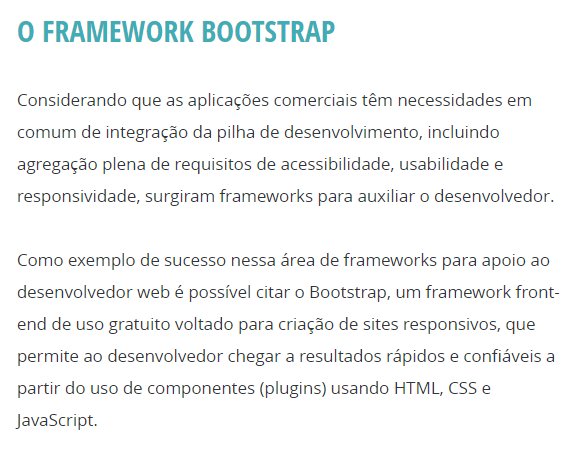 O FRAMEWORK BOOTSTRAP
Considerando que as aplicações comerciais têm necessidades em
comum de integração da pilha de desenvolvimento, incluindo
agregação plena de requisitos de acessibilidade, usabilidade e
responsividade, surgiram frameworks para auxiliar o desenvolvedor.
Como exemplo de sucesso nessa área de frameworks para apoio ao
desenvolvedor web é possível citar o Bootstrap, um framework front-
end de uso gratuito voltado para criação de sites responsivos, que
permite ao desenvolvedor chegar a resultados rápidos e confiáveis a
partir do uso de componentes (plugins) usando HTML, CSS e
JavaScript.